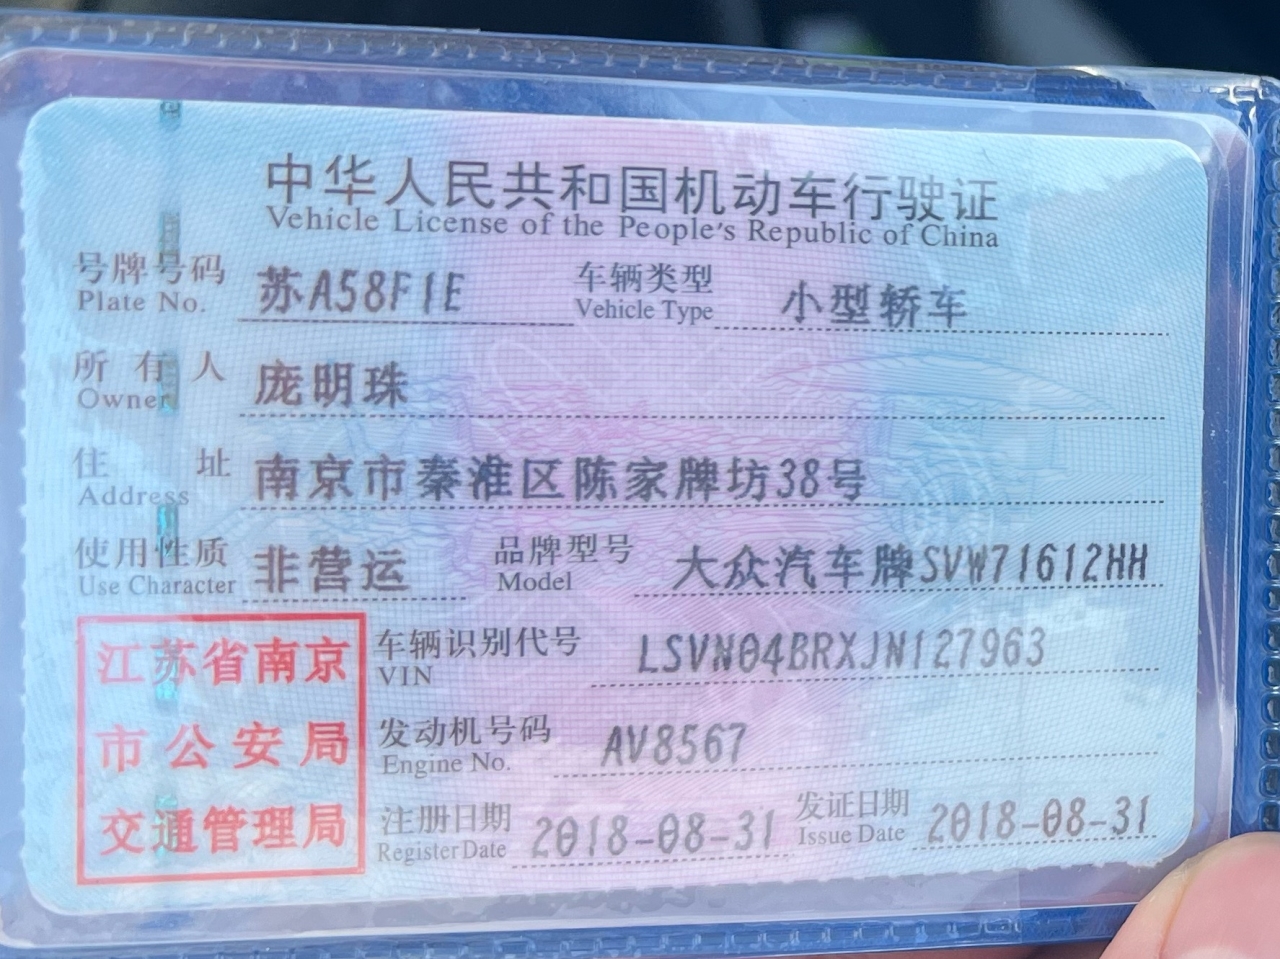 中华人民共和国机动车行驶证
Vehicle License of the People's Republic of China
号牌号码 苏A58F1E 车辆类型 小型轿车
Plate No. Vehicle Type
所有人 庞明珠
Owner
住址 南京市秦淮区陈家牌坊38号
Address
使用性质 非营运 品牌型号 大众汽车牌SVW71612HH
Use Character Model
江苏省南京
市公安局
交通管理局
车辆识别代号 LSVN04BRXJN127963
VIN
发动机号码 AV8567
Engine No.
注册日期 2018-08-31 发证日期 2018-08-31
Register Date Issue Date